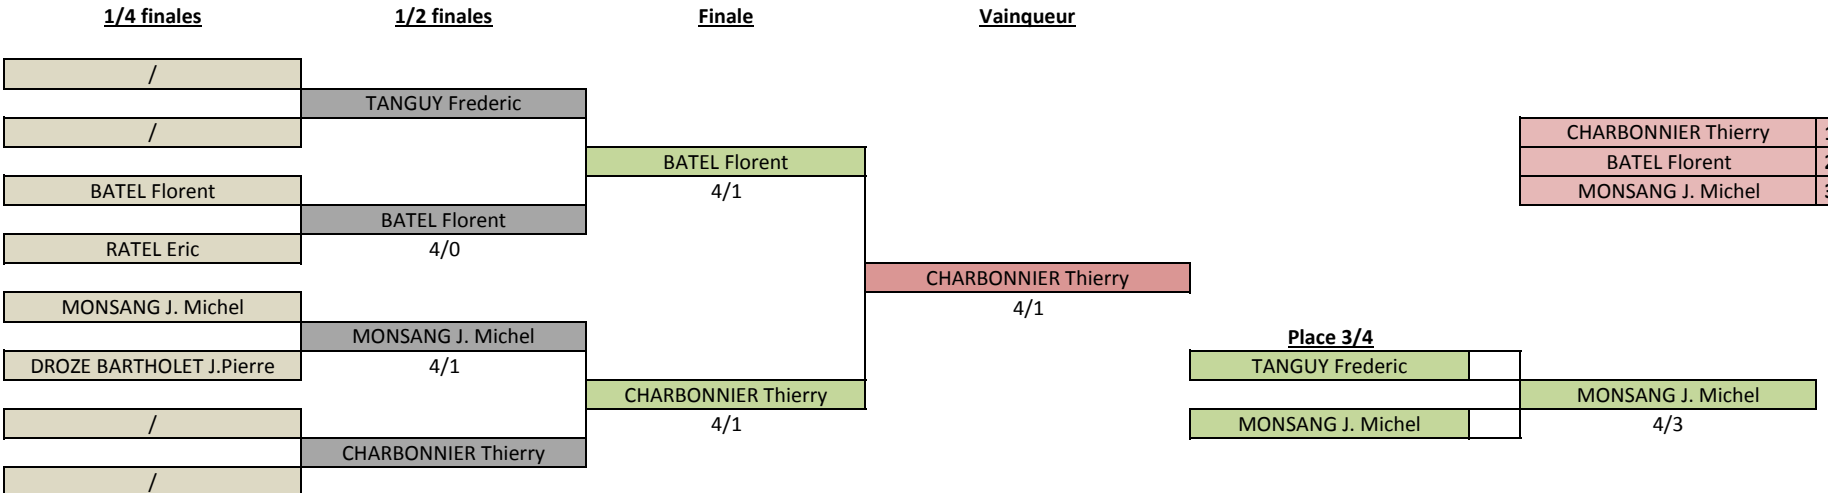 1/4 finales 1/2 finales Finale Vainqueur
/
TANGUY Frederic
/ CHARBONNIER Thierry 1
BATEL Florent BATEL Florent 2
BATEL Florent 4/1 MONSANG J. Michel 3
BATEL Florent
RATEL Eric 4/0
CHARBONNIER Thierry
MONSANG J. Michel 4/1
MONSANG J. Michel Place 3/4
DROZE BARTHOLET J.Pierre 4/1 TANGUY Frederic
CHARBONNIER Thierry MONSANG J. Michel
/ 4/1 MONSANG J. Michel 4/3
CHARBONNIER Thierry
/